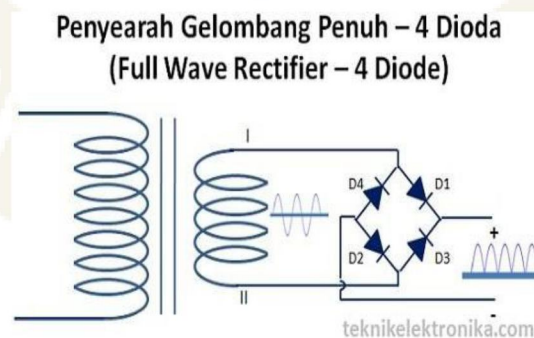 Penyearah Gelombang Penuh – 4 Dioda
(Full Wave Rectifier – 4 Diode)
I
D4
D1
+
D2
D3
II
-
teknikelektronika.com